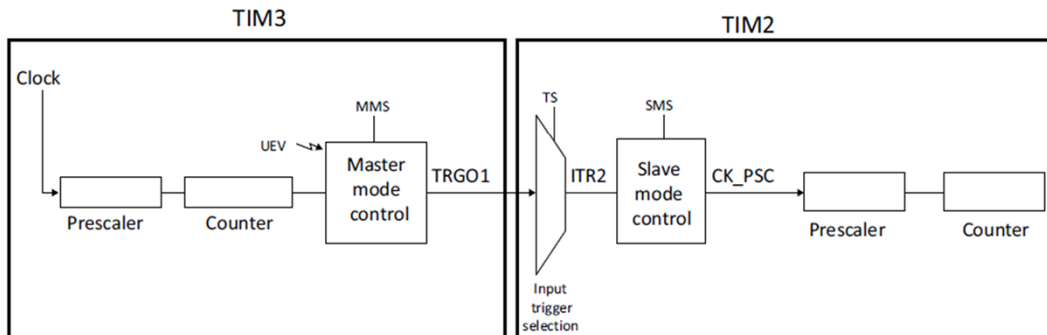 TIM3
TIM2
Clock
MMS
UEV
Master
mode
control
TRGO1
Prescaler
Counter
TS
ITR2
SMS
Slave
mode
control
CK_PSC
Prescaler
Counter
Input
trigger
selection